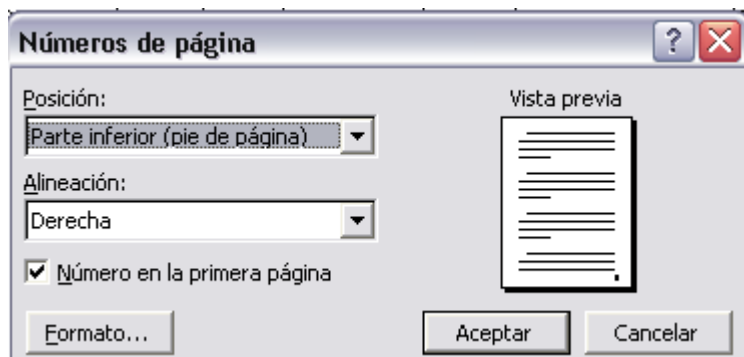 Números de página
Posición:
Vista previa
Parte inferior (pie de página)
Alineación:
Derecha
Número en la primera página
Formato...
Aceptar
Cancelar